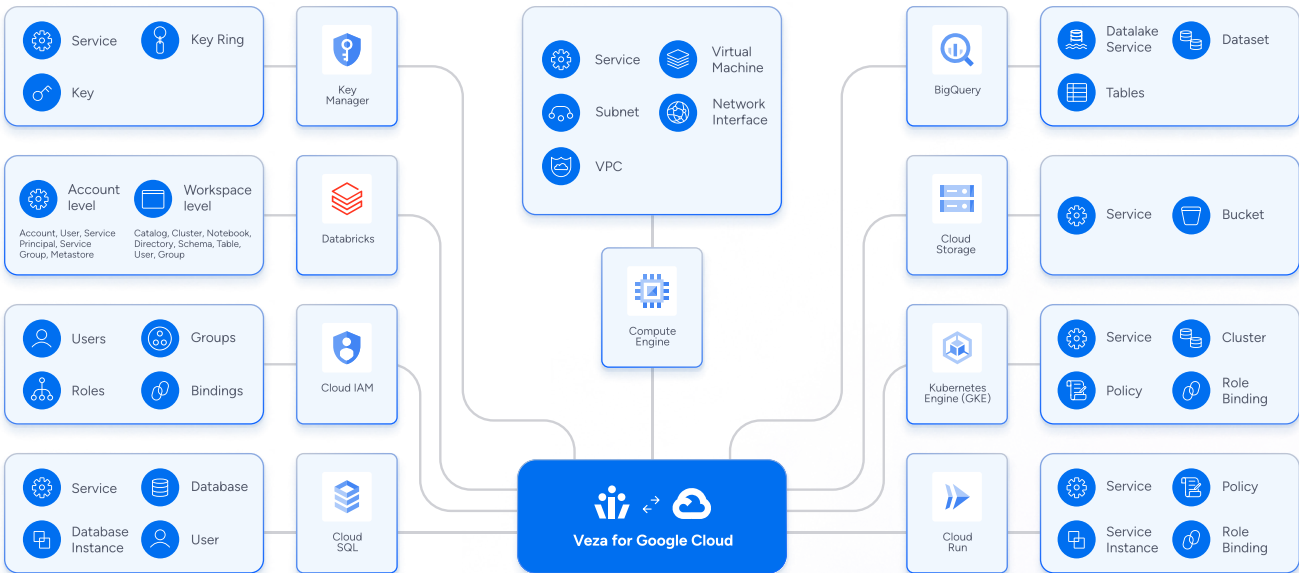 Service
Key Ring
Key
Key
Manager
Account
level
Workspace
level
Account, User, Service
Principal, Service
Group, Metastore
Catalog, Cluster, Notebook,
Directory, Schema, Table,
User, Group
Databricks
Users
Groups
Roles
Bindings
Cloud IAM
Service
Database
Database
Instance
User
Cloud
SQL
Service
Virtual
Machine
Subnet
Network
Interface
VPC
Compute
Engine
Veza for Google Cloud
BigQuery
Datalake
Service
Dataset
Tables
Cloud
Storage
Service
Bucket
Kubernetes
Engine (GKE)
Service
Cluster
Policy
Role
Binding
Cloud
Run
Service
Policy
Service
Instance
Role
Binding